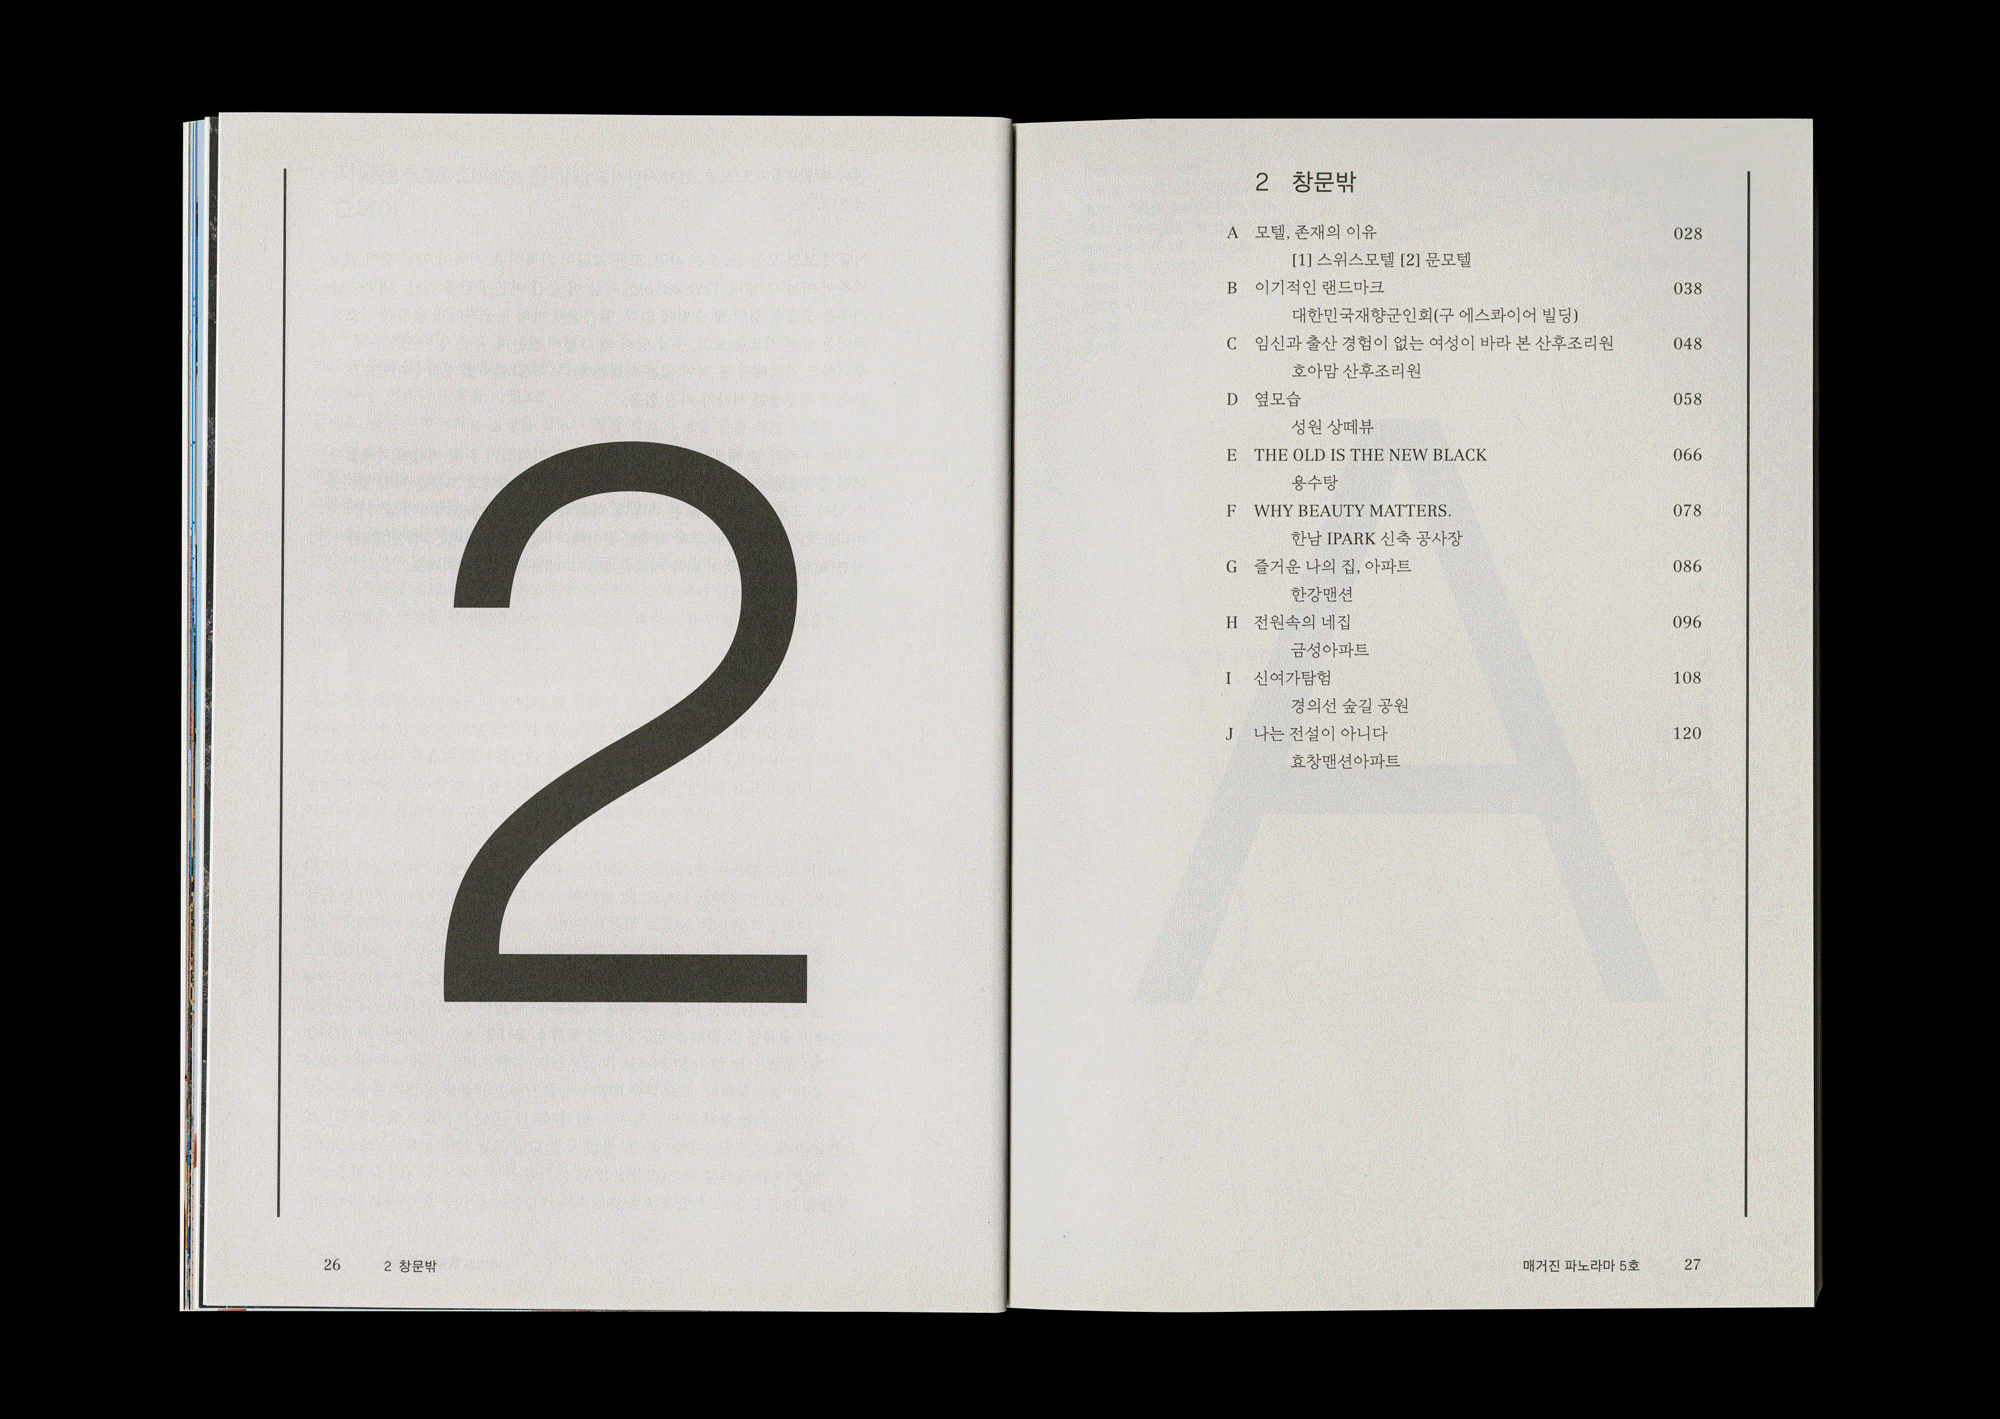 2
26 2 창문밖
2 창문밖
A 모텔, 존재의 이유 028
[1] 스위스모텔 [2] 문모텔
B 이기적인 랜드마크 038
대한민국재향군인회(구 에스콰이어 빌딩)
C 임신과 출산 경험이 없는 여성이 바라 본 산후조리원 048
호아맘 산후조리원
D 옆모습 058
성원 상떼뷰
E THE OLD IS THE NEW BLACK 066
용수탕
F WHY BEAUTY MATTERS. 078
한남 IPARK 신축 공사장
G 즐거운 나의 집, 아파트 086
한강맨션
H 전원속의 네집 096
금성아파트
I 신여가탐험 108
경의선 숲길 공원
J 나는 전설이 아니다 120
효창맨션아파트
A
매거진 파노라마 5호 27